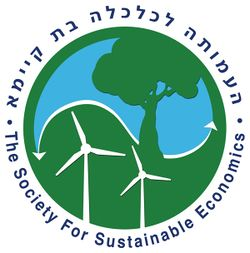 העמותה לכלכלה בת קיימא
• The Society For Sustainable Economics •